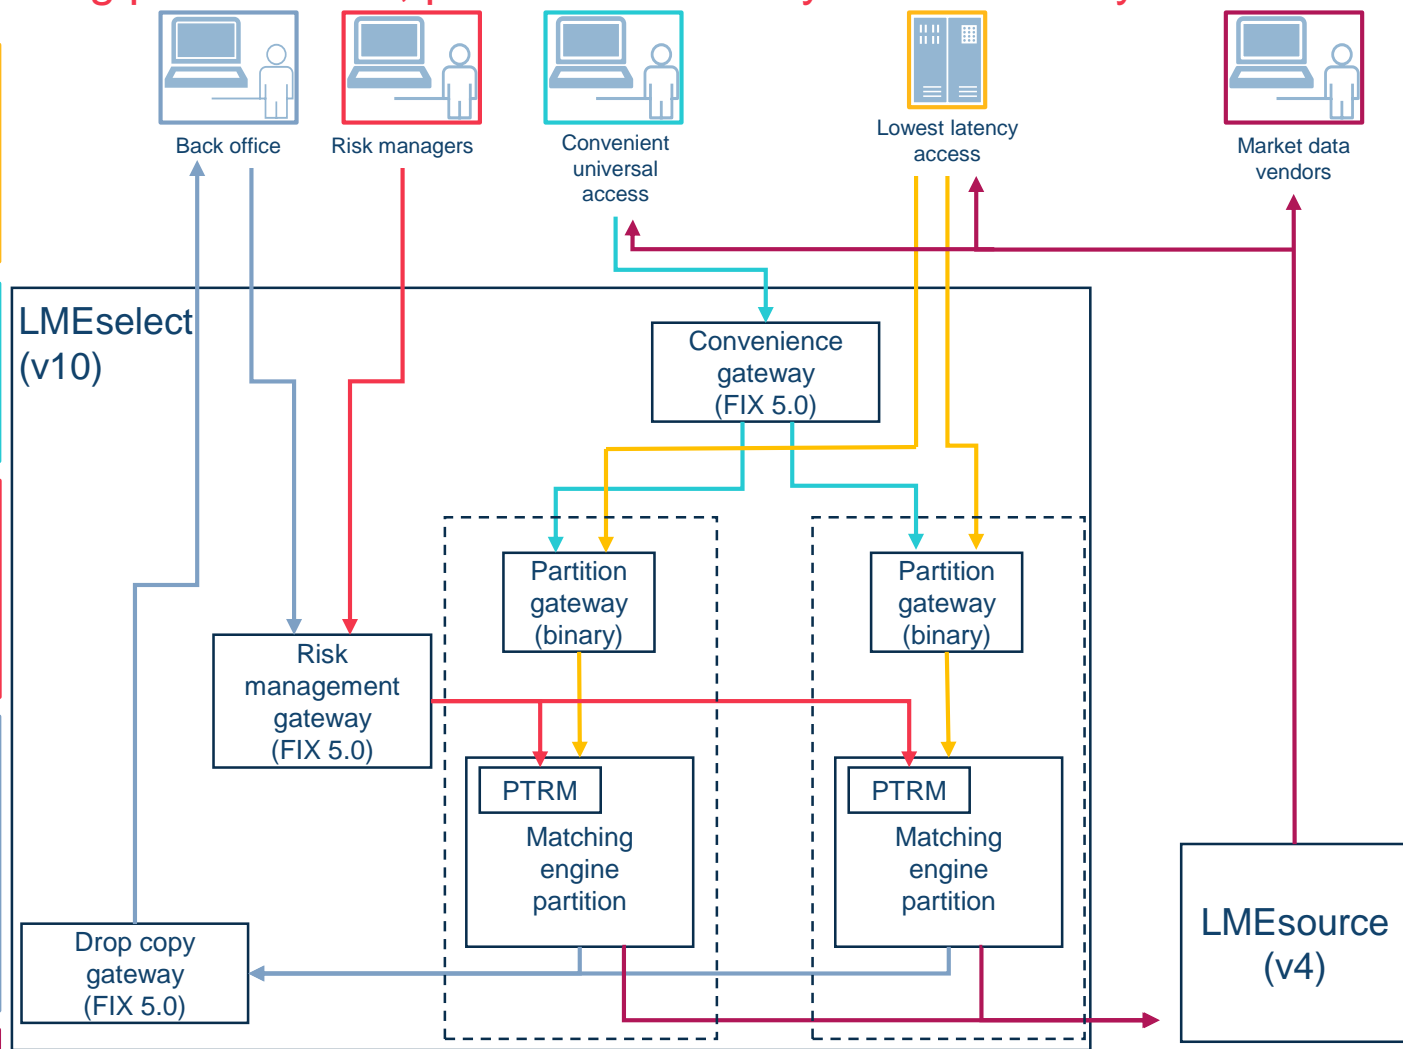 Back office
Risk managers
Convenient
universal
access
Lowest latency
access
Market data
vendors
LMEselect
(v10)
Convenience
gateway
(FIX 5.0)
Partition
gateway
(binary)
Partition
gateway
(binary)
Risk
management
gateway
(FIX 5.0)
PTRM
Matching
engine
partition
PTRM
Matching
engine
partition
Drop copy
gateway
(FIX 5.0)
LMEsource
(v4)